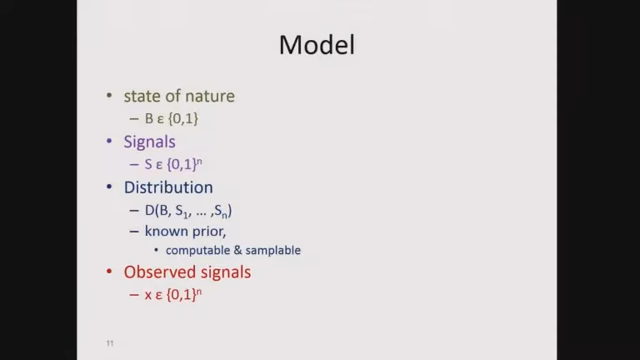 Model
• state of nature
– B ε {0,1}
• Signals
– S ε {0,1}ⁿ
• Distribution
– D(B, S₁, … ,Sₙ)
– known prior,
• computable & samplable
• Observed signals
– x ε {0,1}ⁿ
11